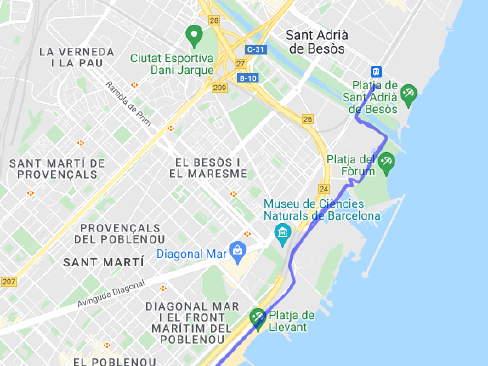 Sant Adrià
de Besòs
LA VERNEDA
I LA PAU
Ciutat Esportiva
Dani Jarque
C-31
27
26
B-10
209
Platja de
Sant Adrià
de Besòs
Rambla de Prim
26
SANT MARTÍ DE
PROVENÇALS
EL BESÒS I
EL MARESME
Platja del
Fòrum
24
Museu de Ciències
Naturals de Barcelona
PROVENÇALS
DEL POBLENOU
Diagonal Mar
SANT MARTÍ
207
Avinguda Diagonal
DIAGONAL MAR
I EL FRONT
MARÍTIM DEL
POBLENOU
Platja de
Llevant
EL POBLENOU